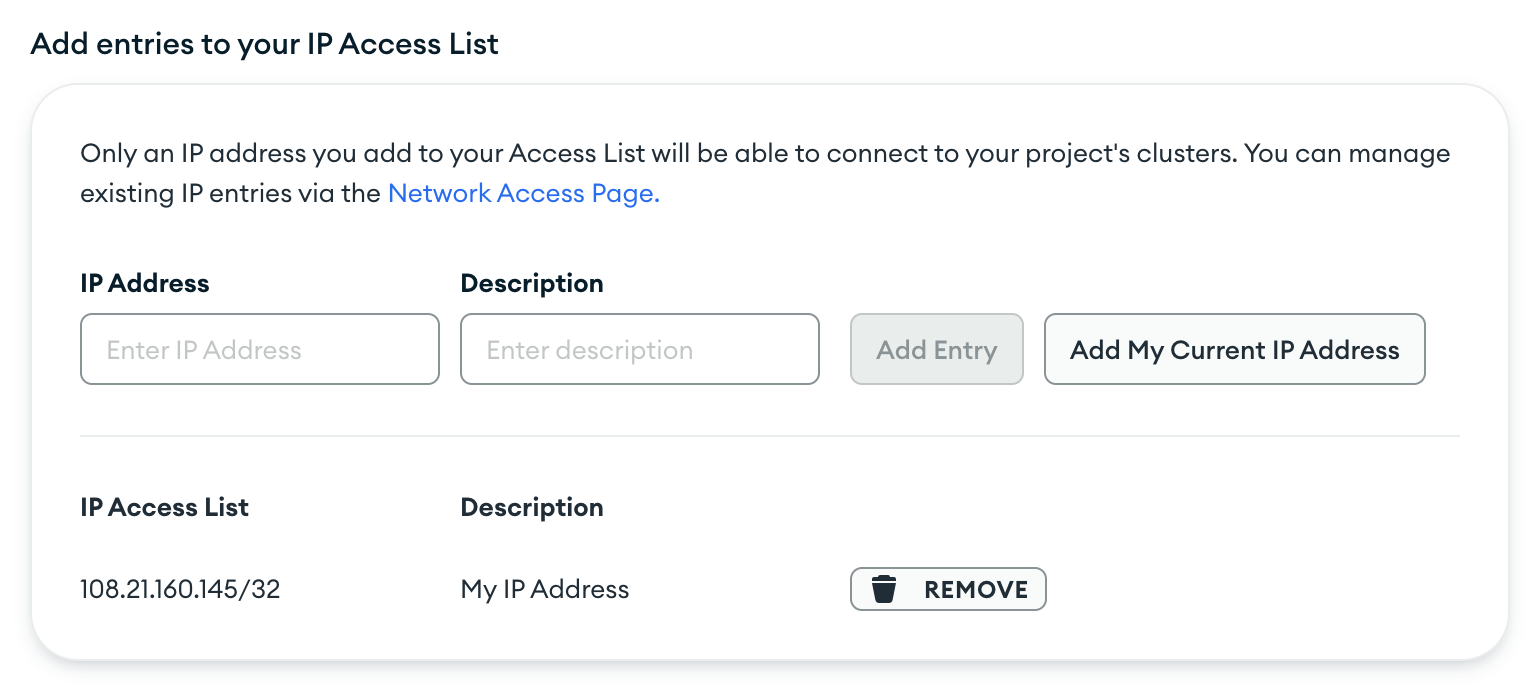 Add entries to your IP Access List
Only an IP address you add to your Access List will be able to connect to your project's clusters. You can manage
existing IP entries via the Network Access Page.
IP Address Description
Enter IP Address Enter description Add Entry Add My Current IP Address
IP Access List Description
108.21.160.145/32 My IP Address REMOVE